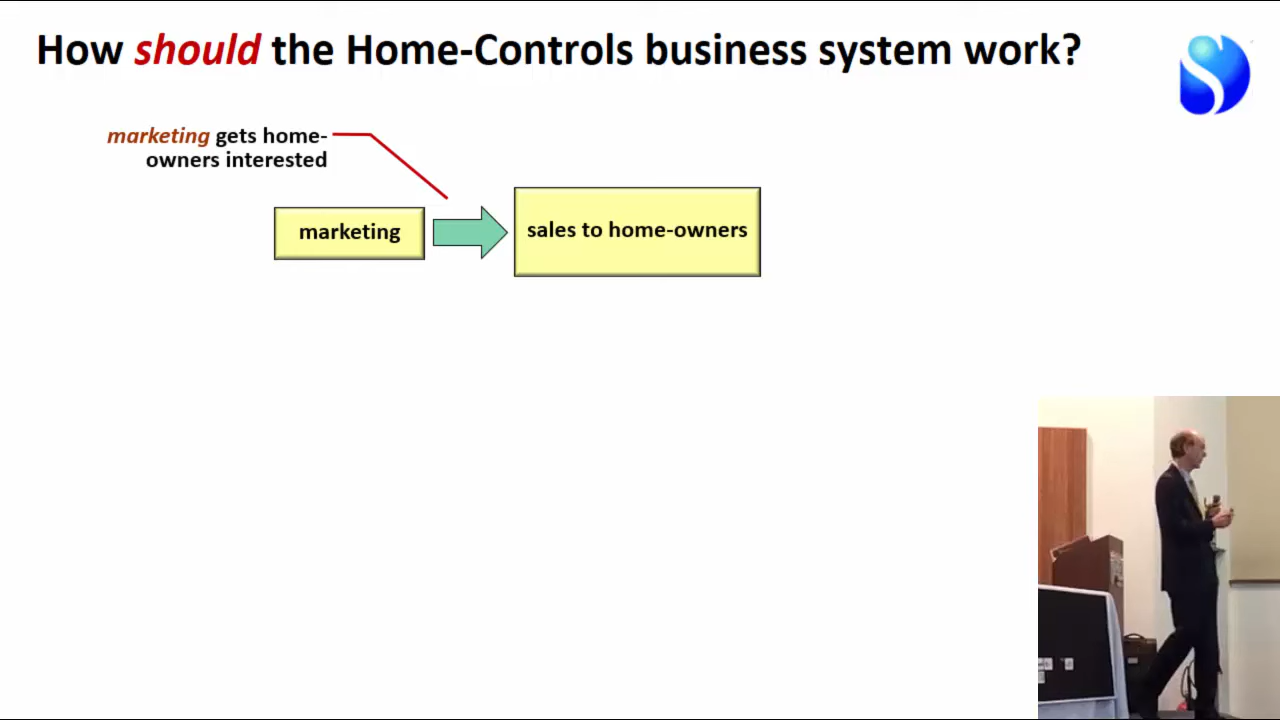 How should the Home-Controls business system work?
marketing gets home-
owners interested
marketing
sales to home-owners